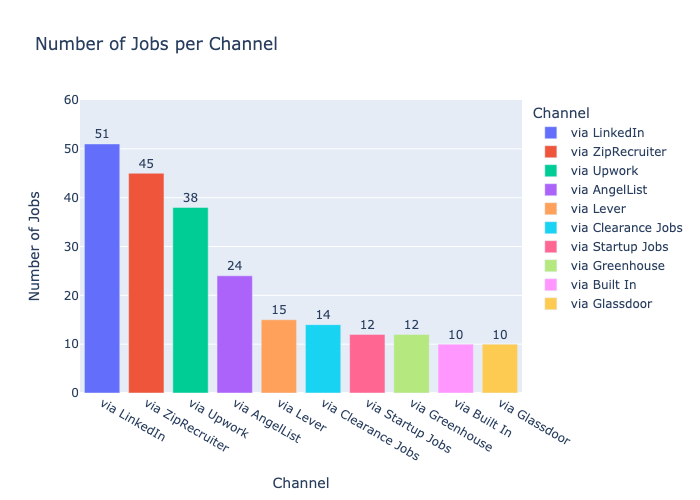 Number of Jobs per Channel
Number of Jobs
60
50
40
30
20
10
0
51
45
38
24
15
14
12
12
10
10
via LinkedIn
via ZipRecruiter
via Upwork
via AngelList
via Lever
via Clearance Jobs
via Startup Jobs
via Greenhouse
via Built In
via Glassdoor
Channel
Channel
via LinkedIn
via ZipRecruiter
via Upwork
via AngelList
via Lever
via Clearance Jobs
via Startup Jobs
via Greenhouse
via Built In
via Glassdoor